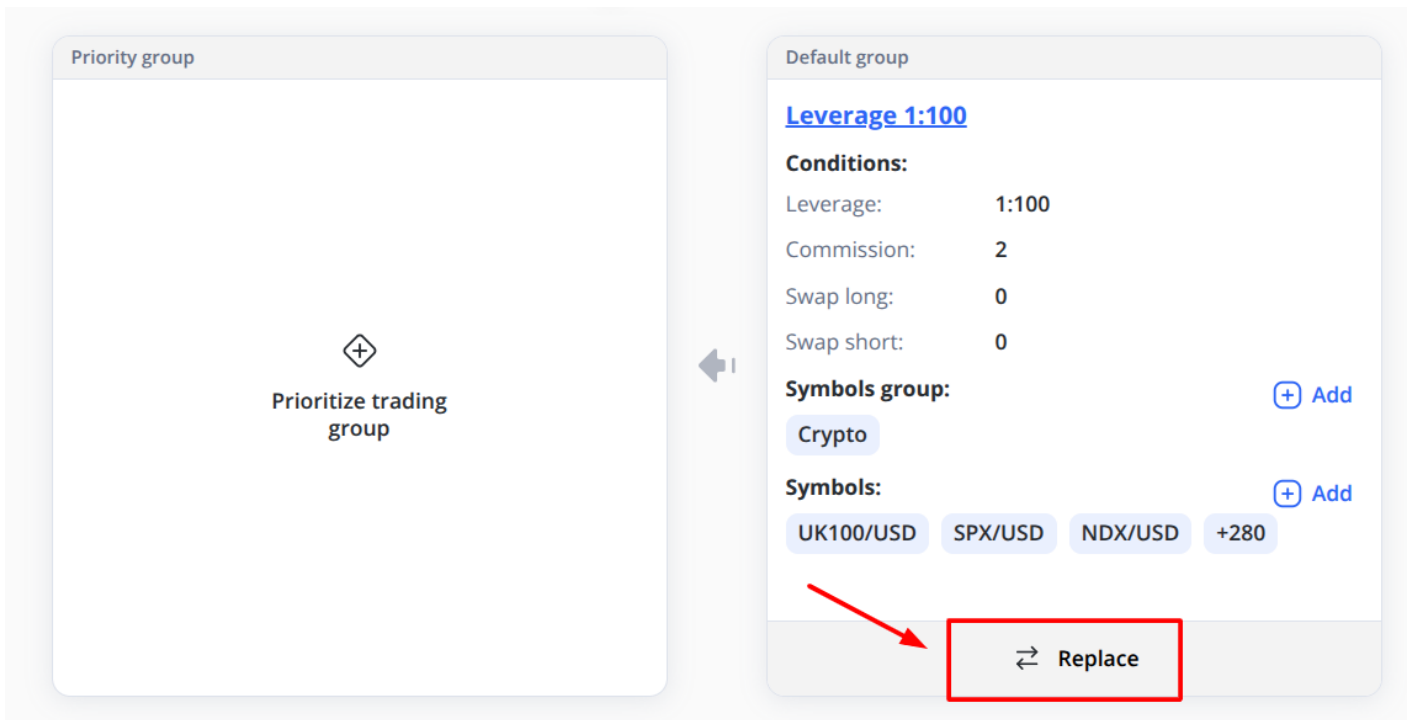 Priority group
Prioritize trading
group
Default group
Leverage 1:100
Conditions:
Leverage: 1:100
Commission: 2
Swap long: 0
Swap short: 0
Symbols group: Add
Crypto
Symbols: Add
UK100/USD SPX/USD NDX/USD +280
Replace